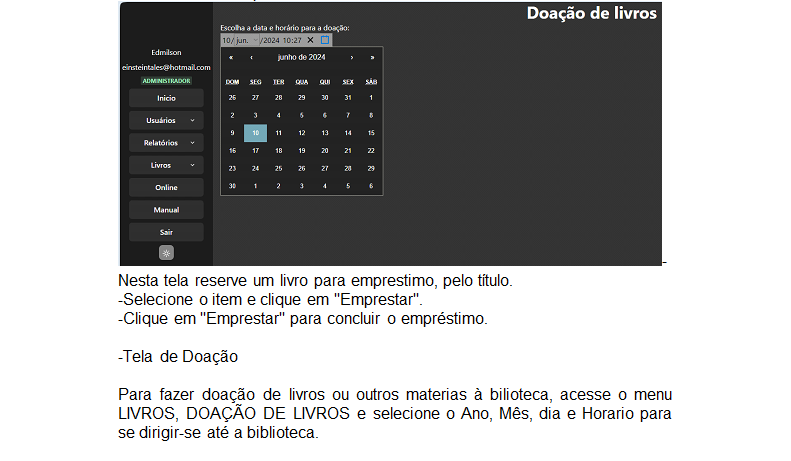 Doação de livros
Escolha a data e horário para a doação:
10/ jun. /2024 10:27
Edmilson
einsteintales@hotmail.com
ADMINISTRADOR
Inicio
Usuários
Relatórios
Livros
Online
Manual
Sair
« ‹ junho de 2024 › »
DOM SEG TER QUA QUI SEX SÁB
26 27 28 29 30 31 1
2 3 4 5 6 7 8
9 10 11 12 13 14 15
16 17 18 19 20 21 22
23 24 25 26 27 28 29
30 1 2 3 4 5 6
-
Nesta tela reserve um livro para emprestimo, pelo título.
-Selecione o item e clique em "Emprestar".
-Clique em "Emprestar" para concluir o empréstimo.
-Tela de Doação
Para fazer doação de livros ou outros materias à bilioteca, acesse o menu
LIVROS, DOAÇÃO DE LIVROS e selecione o Ano, Mês, dia e Horario para
se dirigir-se até a biblioteca.